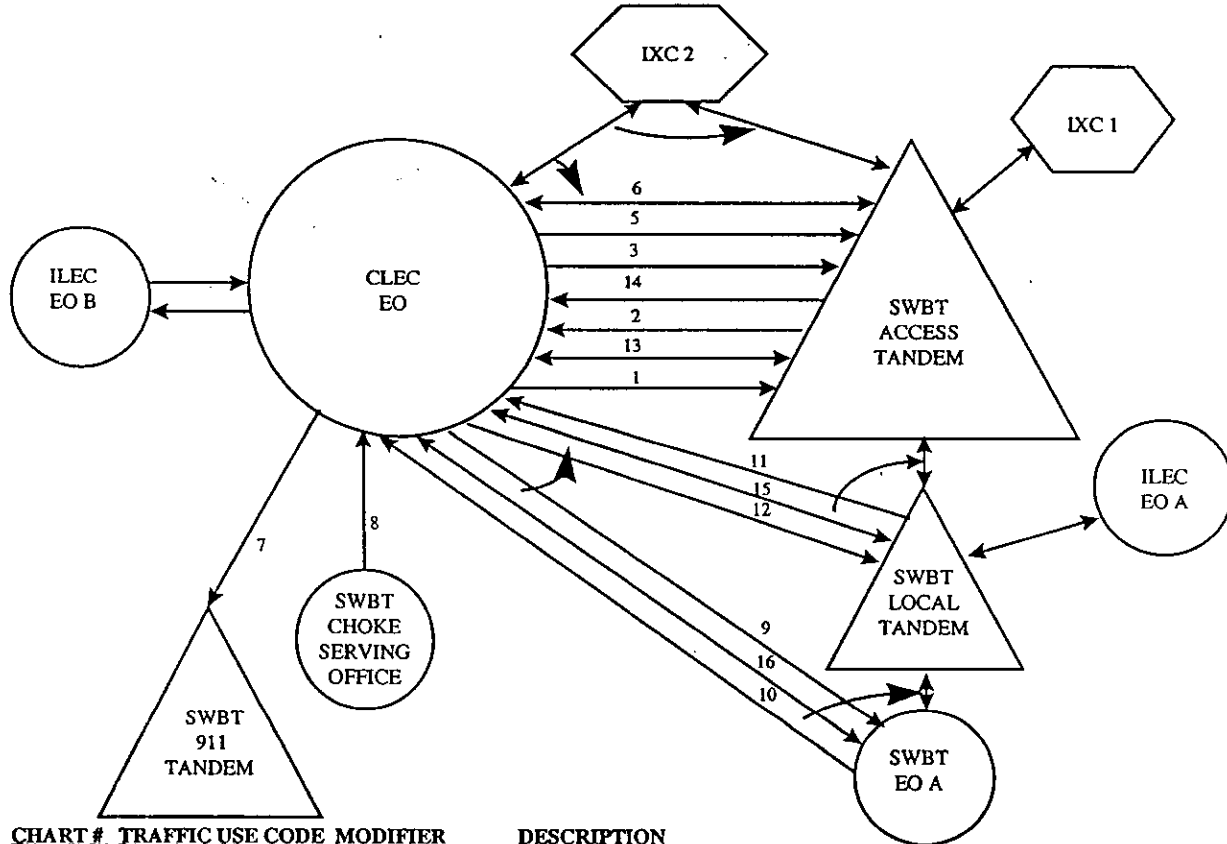 IXC 2
IXC 1
6
5
3
14
2
13
1
ILEC
EO B
CLEC
EO
SWBT
ACCESS
TANDEM
11
15
12
ILEC
EO A
7
8
SWBT
CHOKE
SERVING
OFFICE
SWBT
LOCAL
TANDEM
9
16
10
SWBT
911
TANDEM
SWBT
EO A
CHART # TRAFFIC USE CODE MODIFIER DESCRIPTION